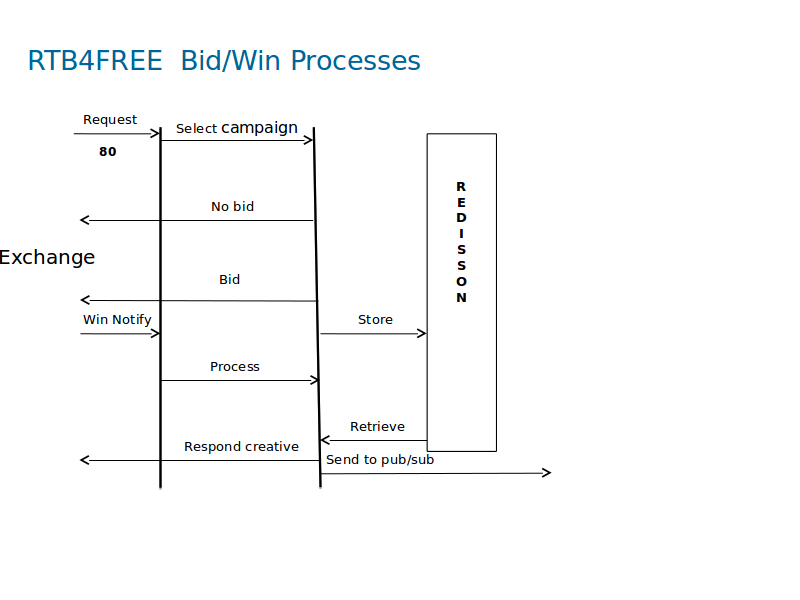 RTB4FREE  Bid/Win Processes
Request
Select campaign
80
No bid
Exchange
Bid
Win Notify
Store
Process
Retrieve
Respond creative
Send to pub/sub
R
E
D
I
S
S
O
N